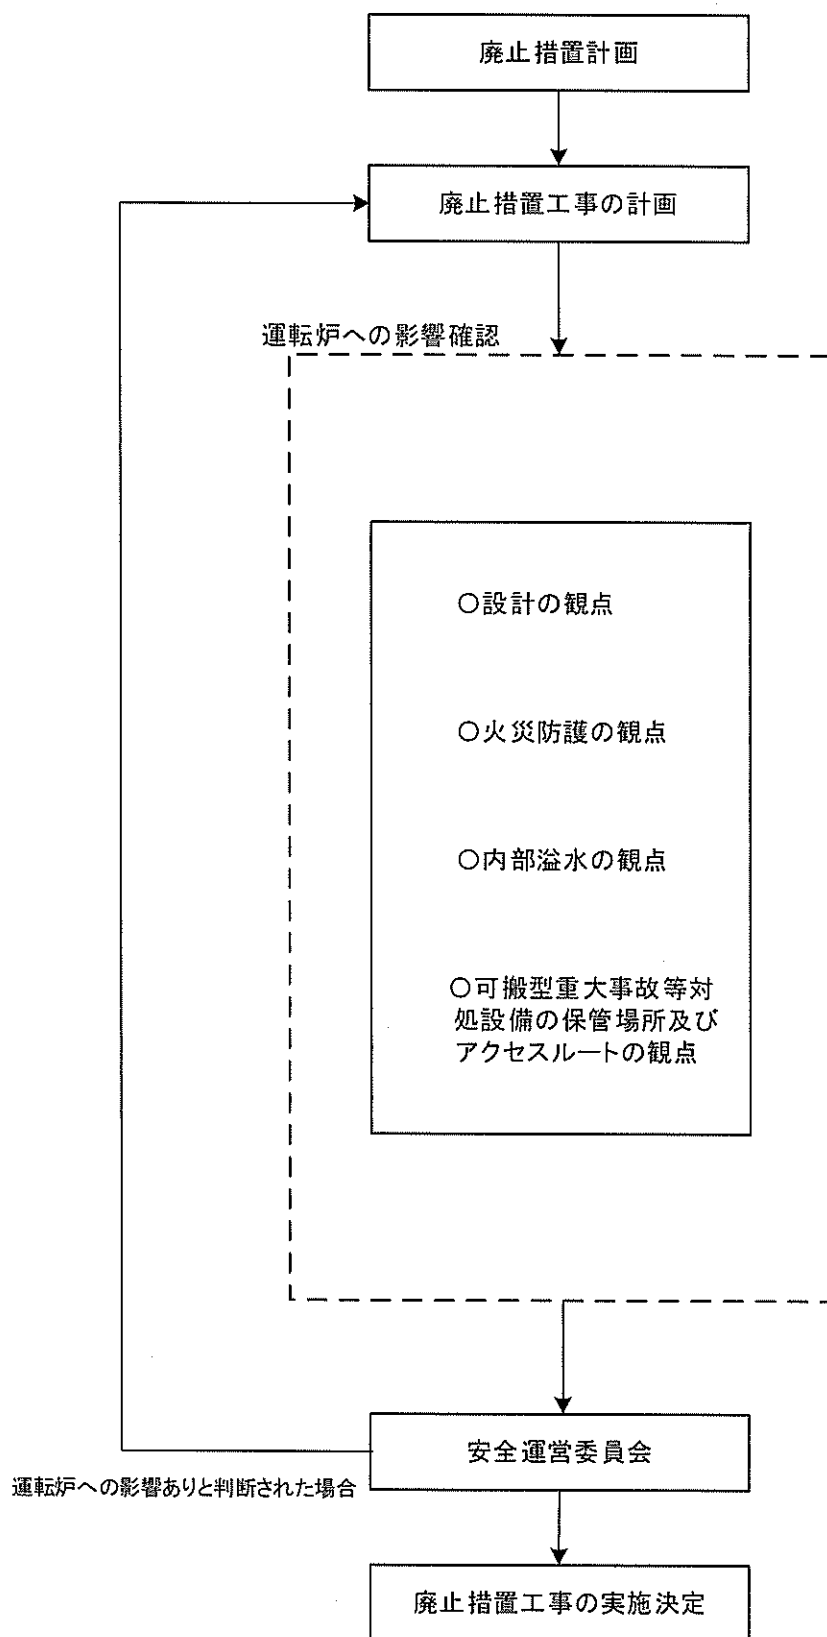 廃止措置計画
廃止措置工事の計画
運転炉への影響確認
○設計の観点
○火災防護の観点
○内部溢水の観点
○可搬型重大事故等対
処設備の保管場所及び
アクセスルートの観点
安全運営委員会
運転炉への影響ありと判断された場合
廃止措置工事の実施決定